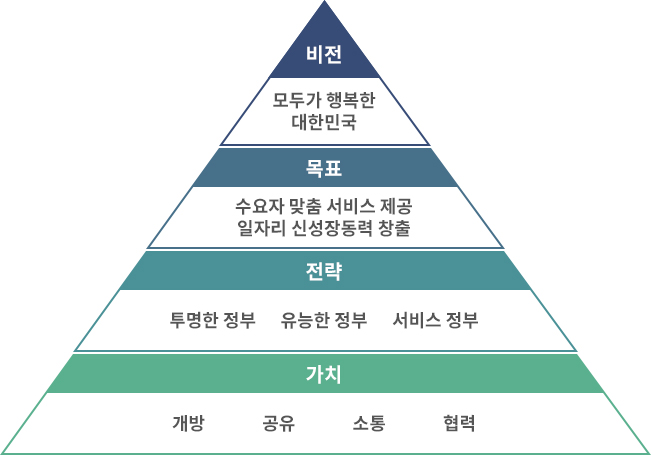 비전
모두가 행복한
대한민국
목표
수요자 맞춤 서비스 제공
일자리 신성장동력 창출
전략
투명한 정부 유능한 정부 서비스 정부
가치
개방 공유 소통 협력